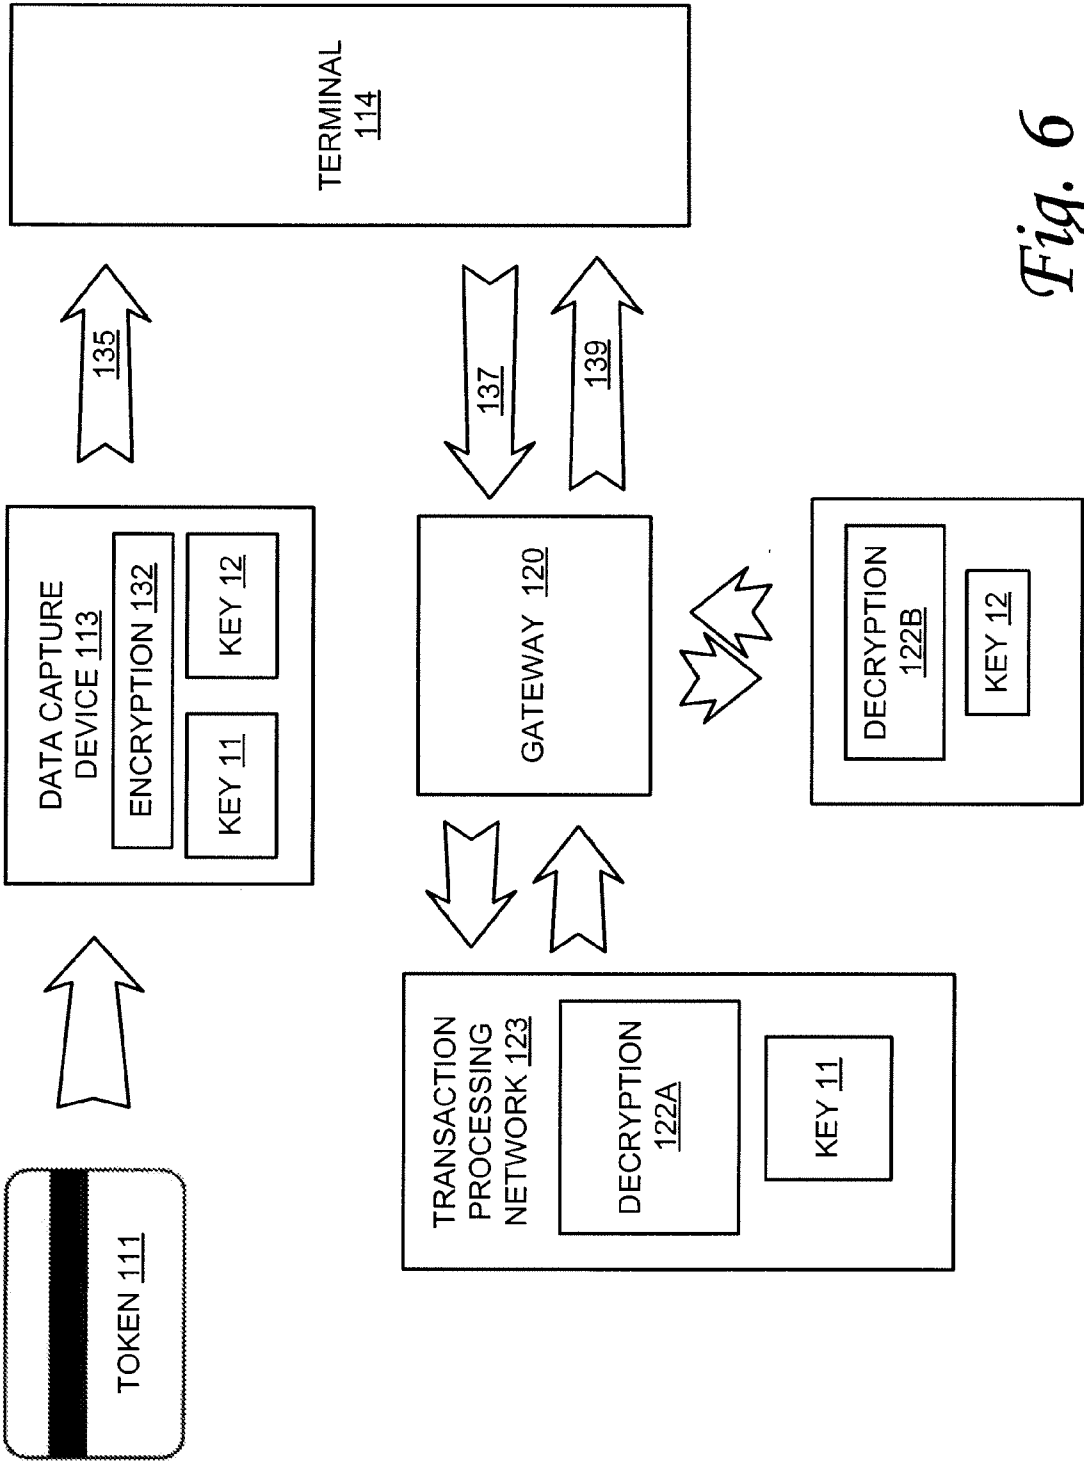 TOKEN 111
DATA CAPTURE
DEVICE 113
ENCRYPTION 132
KEY 11
KEY 12
135
TERMINAL
114
TRANSACTION
PROCESSING
NETWORK 123
DECRYPTION
122A
KEY 11
GATEWAY 120
137
139
DECRYPTION
122B
KEY 12
Fig. 6